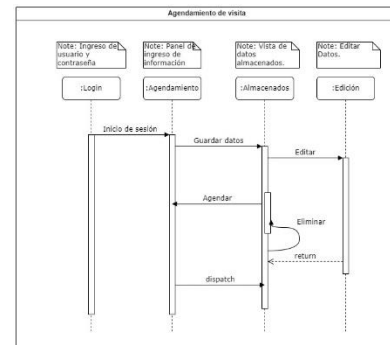 Agendamiento de visita
Note: Ingreso de
usuario y
contraseña
Note: Panel de
ingreso de
información
Note: Vista de
datos
almacenados.
Note: Editar
Datos.
:Login
:Agendamiento
:Almacenados
:Edición
Inicio de sesión
Guardar datos
Editar
Agendar
Eliminar
return
dispatch